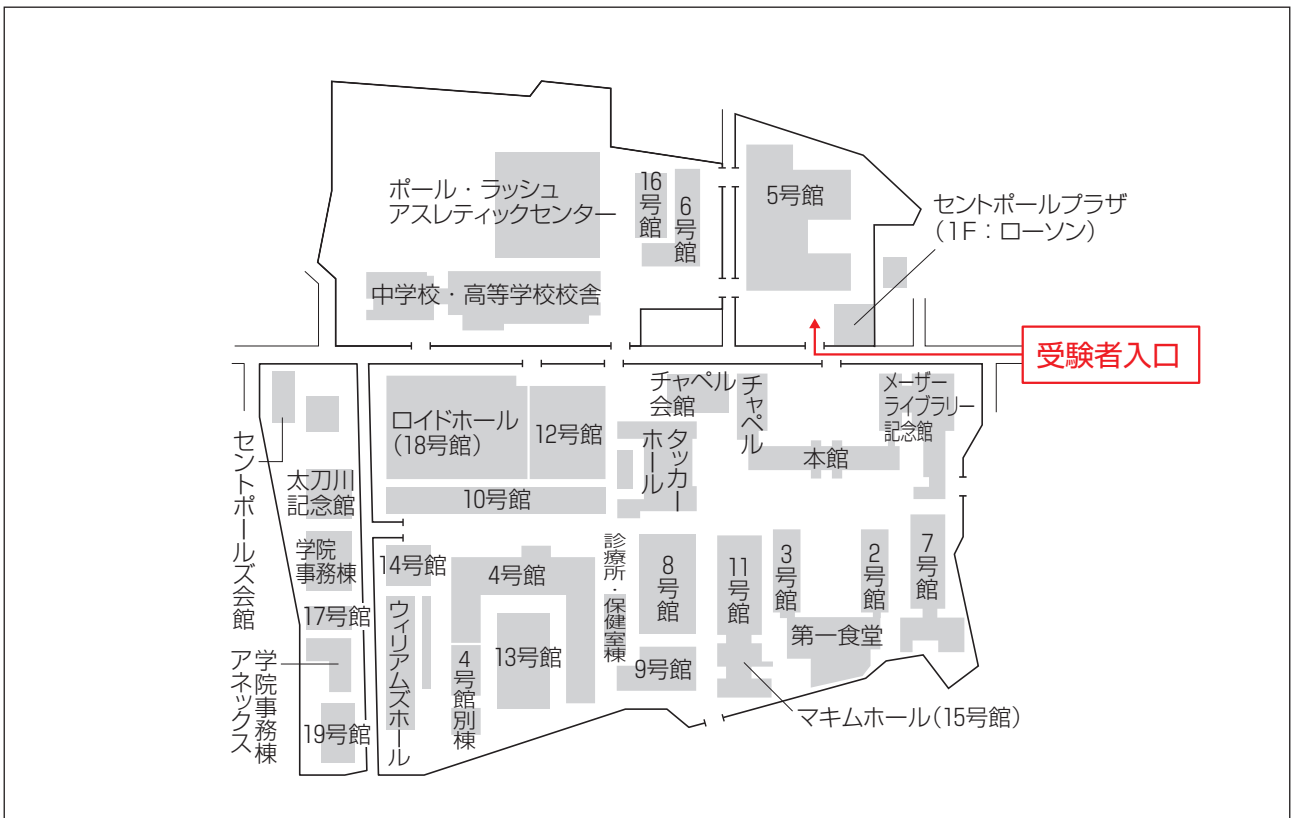 ポール・ラッシュ
アスレティックセンター
16号館
6号館
5号館
セントポールプラザ
(1F：ローソン)
中学校・高等学校校舎
受験者入口
セントポールズ会館
太刀川
記念館
学院
事務棟
17号館
学院事務棟
アネックス
19号館
ロイドホール
(18号館)
12号館
10号館
チャペル
会館
チャペル
タッカー
ホール
メーザー
ライブラリー
記念館
本館
14号館
ウィリアムズホール
4号館
4号館別棟
13号館
診療所・保健室棟
8号館
9号館
11号館
3号館
2号館
7号館
第一食堂
マキムホール(15号館)